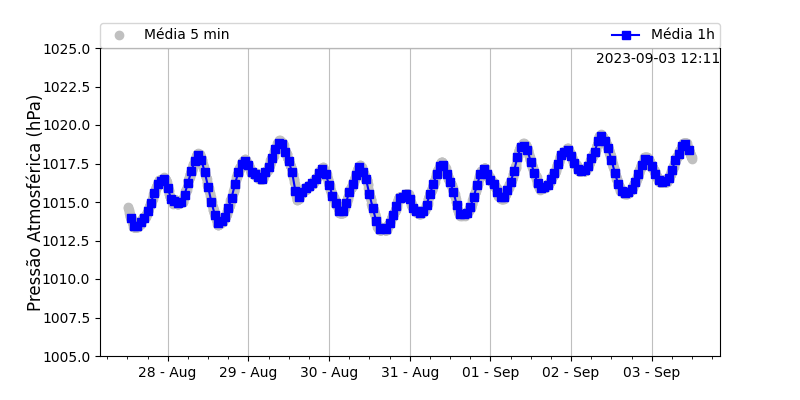 Média 5 min
Média 1h
2023-09-03 12:11
Pressão Atmosférica (hPa)
1025.0
1022.5
1020.0
1017.5
1015.0
1012.5
1010.0
1007.5
1005.0
28 - Aug
29 - Aug
30 - Aug
31 - Aug
01 - Sep
02 - Sep
03 - Sep